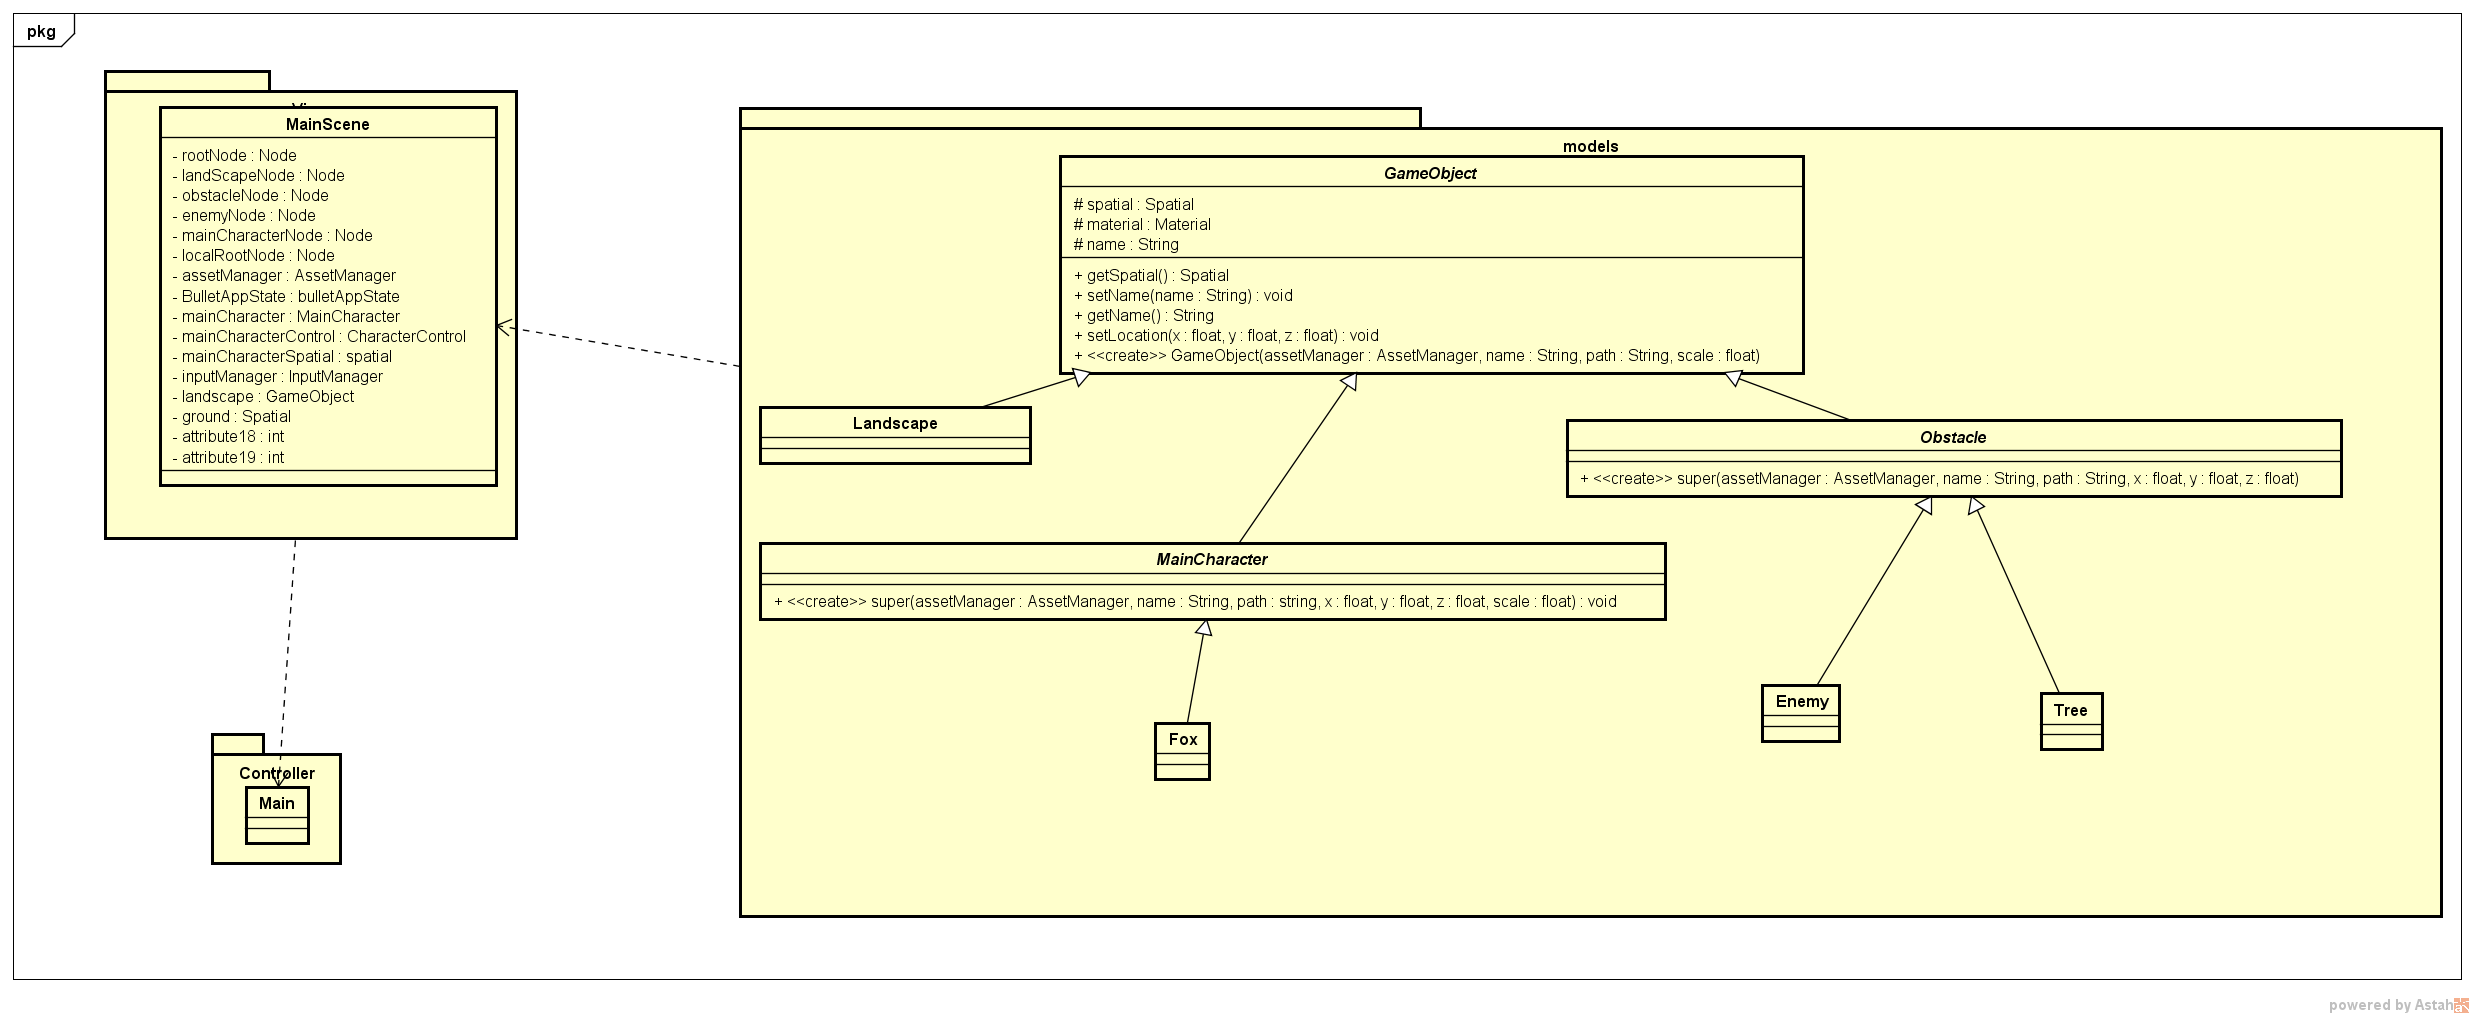 pkg
MainScene
- rootNode : Node
- landScapeNode : Node
- obstacleNode : Node
- enemyNode : Node
- mainCharacterNode : Node
- localRootNode : Node
- assetManager : AssetManager
- BulletAppState : bulletAppState
- mainCharacter : MainCharacter
- mainCharacterControl : CharacterControl
- mainCharacterSpatial : spatial
- inputManager : InputManager
- landscape : GameObject
- ground : Spatial
- attribute18 : int
- attribute19 : int
Controller
Main
models
GameObject
# spatial : Spatial
# material : Material
# name : String
+ getSpatial() : Spatial
+ setName(name : String) : void
+ getName() : String
+ setLocation(x : float, y : float, z : float) : void
+ <<create>> GameObject(assetManager : AssetManager, name : String, path : String, scale : float)
Landscape
Obstacle
+ <<create>> super(assetManager : AssetManager, name : String, path : String, x : float, y : float, z : float)
MainCharacter
+ <<create>> super(assetManager : AssetManager, name : String, path : string, x : float, y : float, z : float, scale : float) : void
Fox
Enemy
Tree
powered by Astah